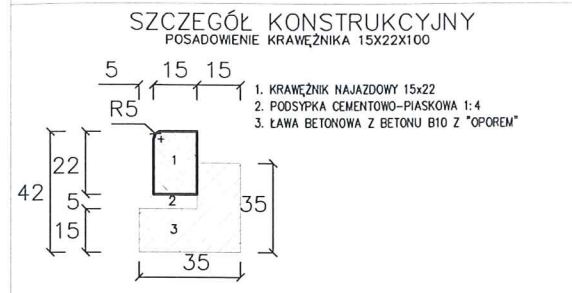 SZCZEGÓŁ KONSTRUKCYJNY
POSADOWIENIE KRAWĘŻNIKA 15X22X100
5 15 15
1. KRAWĘŻNIK NAJAZDOWY 15x22
2. PODSYPKA CEMENTOWO-PIASKOWA 1:4
3. ŁAWA BETONOWA Z BETONU B10 Z "OPOREM"
R5
1
22
42
5
2
35
15
3
35